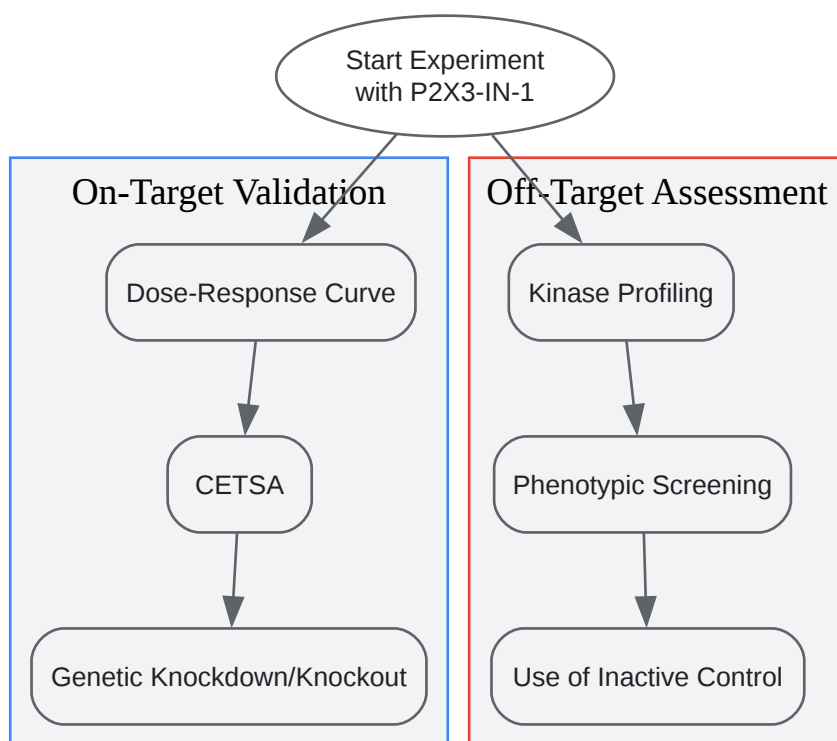 Start Experiment
with P2X3-IN-1
On-Target Validation
Off-Target Assessment
Dose-Response Curve
Kinase Profiling
CETSA
Phenotypic Screening
Genetic Knockdown/Knockout
Use of Inactive Control